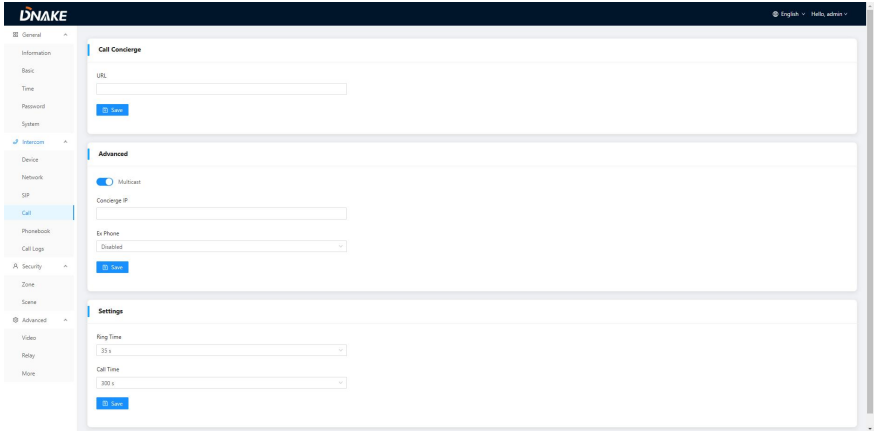 DNAKE
English
Hello, admin
General
Information
Basic
Time
Password
System
Intercom
Device
Network
SIP
Call
Phonebook
Call Logs
Security
Zone
Scene
Advanced
Video
Relay
More
Call Concierge
URL
Save
Advanced
Multicast
Concierge IP
Ex Phone
Disabled
Save
Settings
Ring Time
35 s
Call Time
300 s
Save